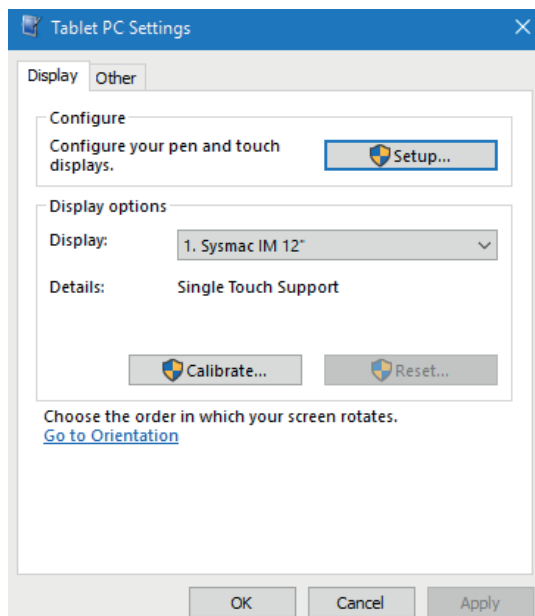 Tablet PC Settings
Display
Other
Configure
Configure your pen and touch
displays.
Setup...
Display options
Display:
1. Sysmac IM 12"
Details:
Single Touch Support
Calibrate...
Reset...
Choose the order in which your screen rotates.
Go to Orientation
OK
Cancel
Apply